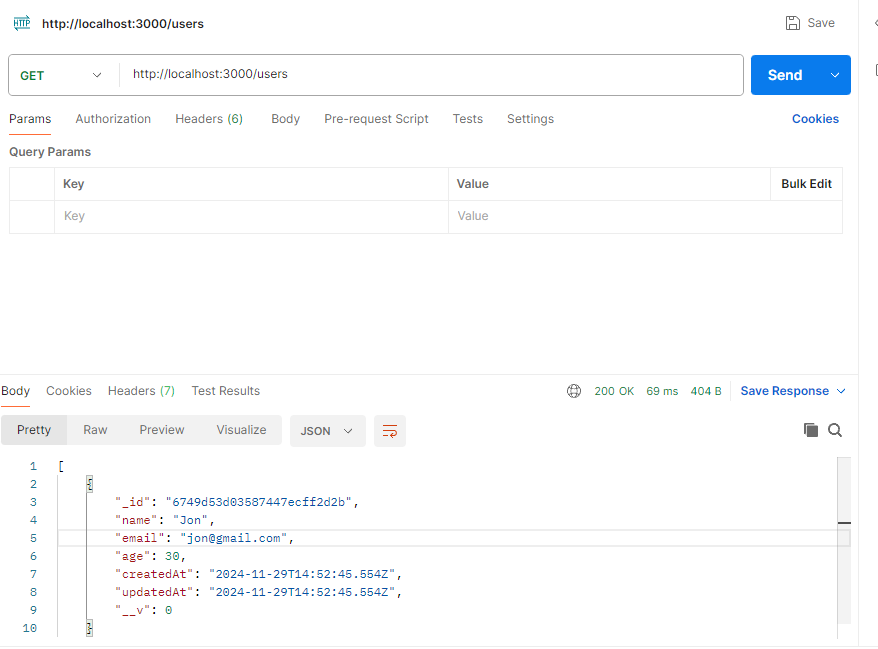 HTTP http://localhost:3000/users Save
GET http://localhost:3000/users Send
Params Authorization Headers (6) Body Pre-request Script Tests Settings Cookies
Query Params
Key Value Bulk Edit
Key Value
Body Cookies Headers (7) Test Results 200 OK 69 ms 404 B Save Response
Pretty Raw Preview Visualize JSON
1 [
2 {
3 "_id": "6749d53d03587447ecff2d2b",
4 "name": "Jon",
5 "email": "jon@gmail.com",
6 "age": 30,
7 "createdAt": "2024-11-29T14:52:45.554Z",
8 "updatedAt": "2024-11-29T14:52:45.554Z",
9 "__v": 0
10 }